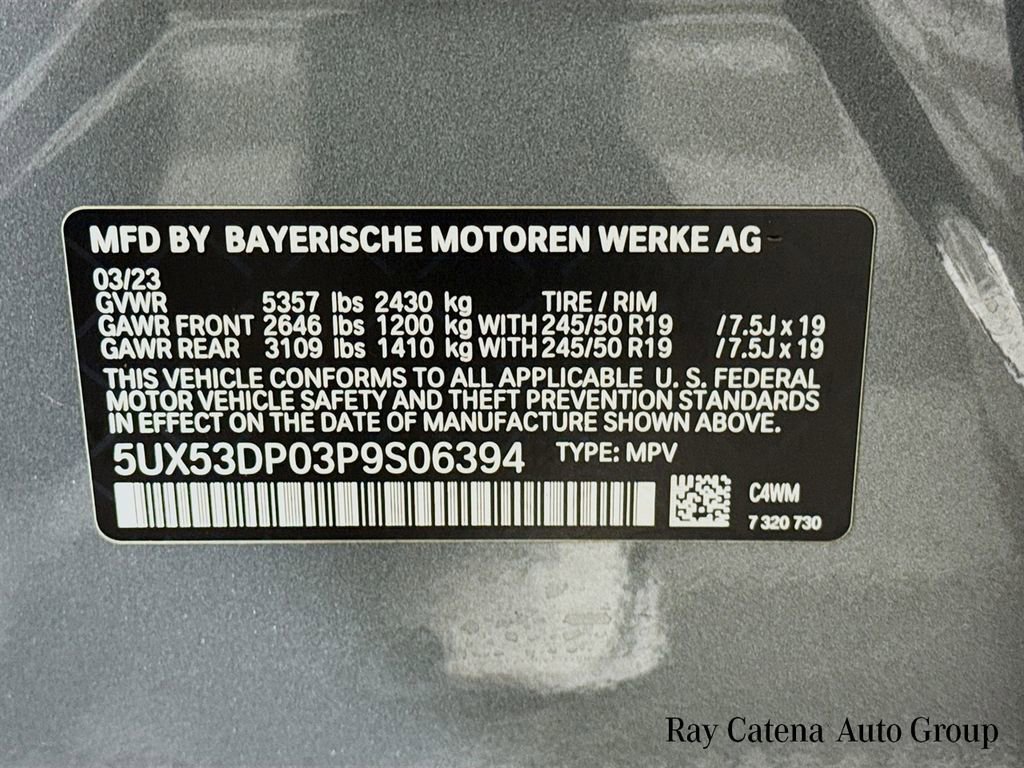 MFD BY BAYERISCHE MOTOREN WERKE AG
03/23
GVWR 5357 lbs 2430 kg TIRE / RIM
GAWR FRONT 2646 lbs 1200 kg WITH 245/50 R19 / 7.5J x 19
GAWR REAR 3109 lbs 1410 kg WITH 245/50 R19 / 7.5J x 19
THIS VEHICLE CONFORMS TO ALL APPLICABLE U. S. FEDERAL
MOTOR VEHICLE SAFETY AND THEFT PREVENTION STANDARDS
IN EFFECT ON THE DATE OF MANUFACTURE SHOWN ABOVE.
5UX53DP03P9S06394 TYPE: MPV
C4WM
7 320 730
Ray Catena Auto Group